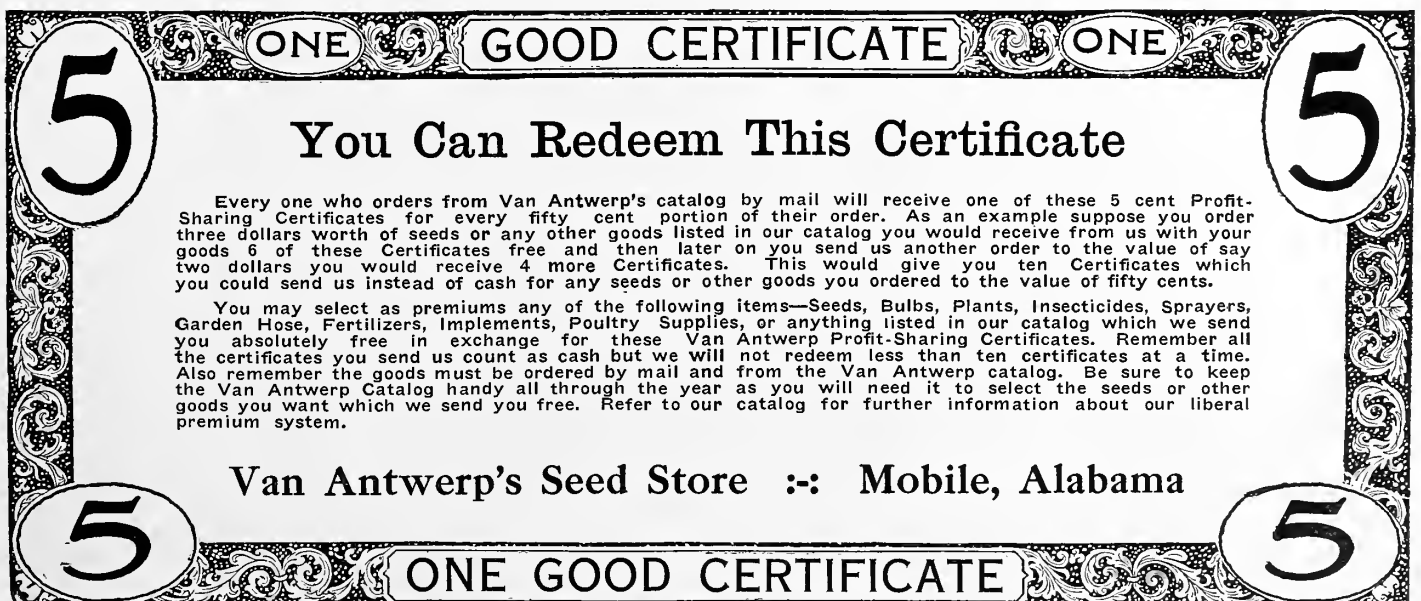 5 ONE GOOD CERTIFICATE ONE 5
You Can Redeem This Certificate
Every one who orders from Van Antwerp's catalog by mail will receive one of these 5 cent Profit-
Sharing Certificates for every fifty cent portion of their order. As an example suppose you order
three dollars worth of seeds or any other goods listed in our catalog you would receive from us with your
goods 6 of these Certificates free and then later on you send us another order to the value of say
two dollars you would receive 4 more Certificates. This would give you ten Certificates which
you could send us instead of cash for any seeds or other goods you ordered to the value of fifty cents.
You may select as premiums any of the following items—Seeds, Bulbs, Plants, Insecticides, Sprayers,
Garden Hose, Fertilizers, Implements, Poultry Supplies, or anything listed in our catalog which we send
you absolutely free in exchange for these Van Antwerp Profit-Sharing Certificates. Remember all
the certificates you send us count as cash but we will not redeem less than ten certificates at a time.
Also remember the goods must be ordered by mail and from the Van Antwerp catalog. Be sure to keep
the Van Antwerp Catalog handy all through the year as you will need it to select the seeds or other
goods you want which we send you free. Refer to our catalog for further information about our liberal
premium system.
Van Antwerp's Seed Store :-: Mobile, Alabama
5 ONE GOOD CERTIFICATE 5